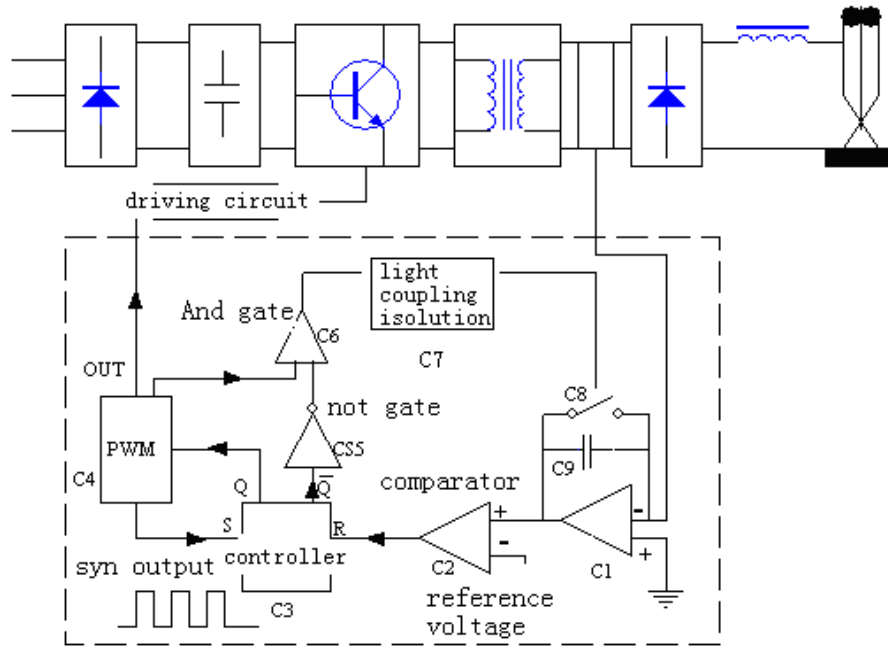 driving circuit
light
coupling
isolution
And gate
C6
C7
OUT
C8
not gate
PWM
CS5
C9
C4
Q
Q̅
comparator
+
-
S
R
-
+
controller
C2
C1
syn output
C3
reference
voltage